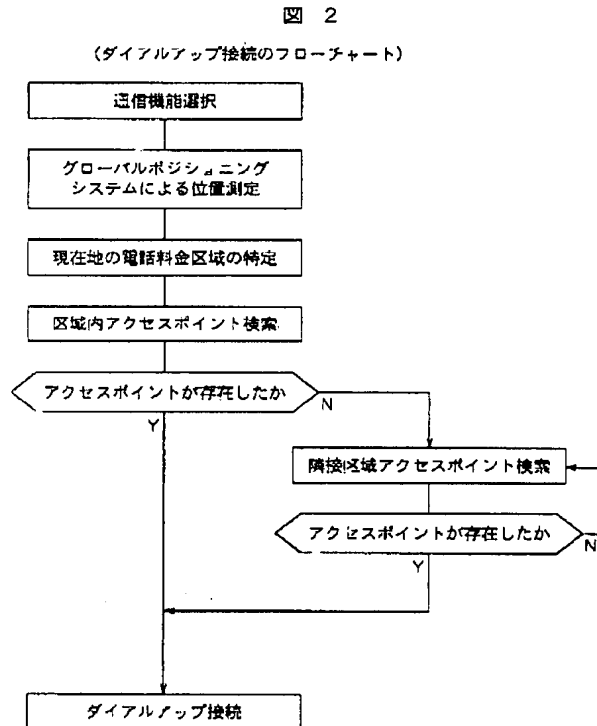 図 2
(ダイアルアップ接続のフローチャート)
通信機能選択
グローバルポジショニング
システムによる位置測定
現在地の電話料金区域の特定
区域内アクセスポイント検索
アクセスポイントが存在したか
N
Y
隣接区域アクセスポイント検索
アクセスポイントが存在したか
N
Y
ダイアルアップ接続